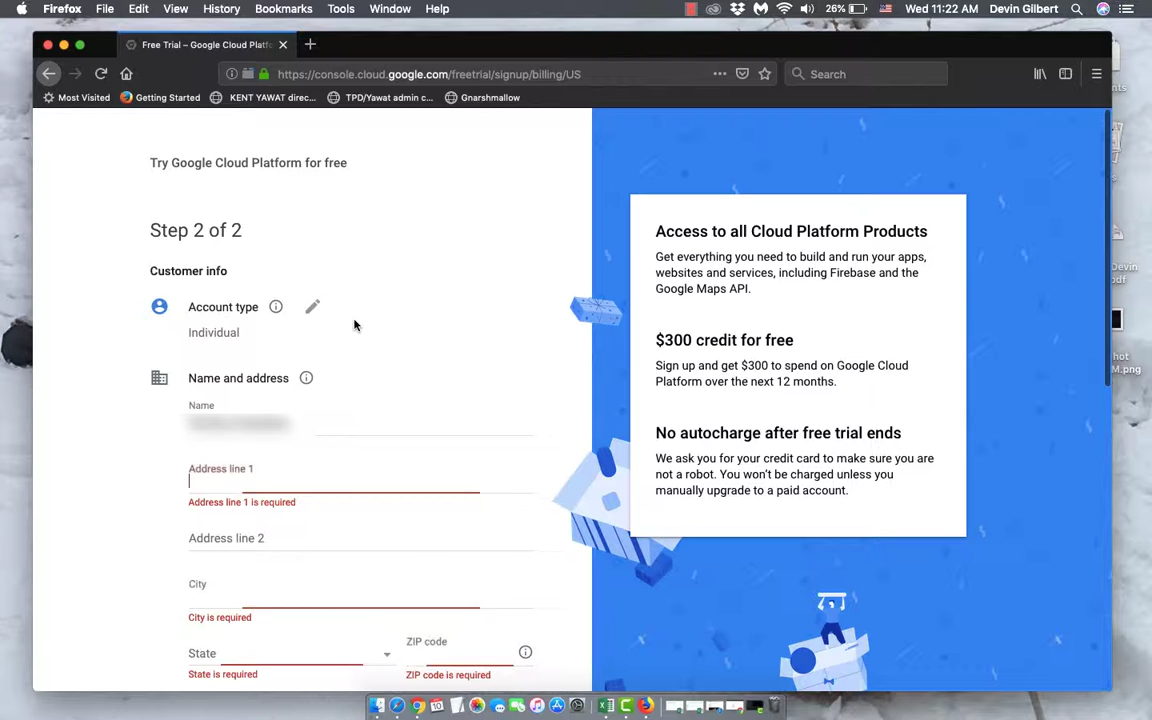 Firefox File Edit View History Bookmarks Tools Window Help 26% Wed 11:22 AM Devin Gilbert
Free Trial – Google Cloud Platf
https://console.cloud.google.com/freetrial/signup/billing/US
Search
Most Visited Getting Started KENT YAWAT direc... TPD/Yawat admin c... Gnarshmallow
Try Google Cloud Platform for free
Step 2 of 2
Customer info
Account type
Individual
Name and address
Name
Address line 1
Address line 1 is required
Address line 2
City
City is required
State
ZIP code
State is required
ZIP code is required
Access to all Cloud Platform Products
Get everything you need to build and run your apps,
websites and services, including Firebase and the
Google Maps API.
$300 credit for free
Sign up and get $300 to spend on Google Cloud
Platform over the next 12 months.
No autocharge after free trial ends
We ask you for your credit card to make sure you are
not a robot. You won't be charged unless you
manually upgrade to a paid account.
nts
Devin
pdf
hot
M.png